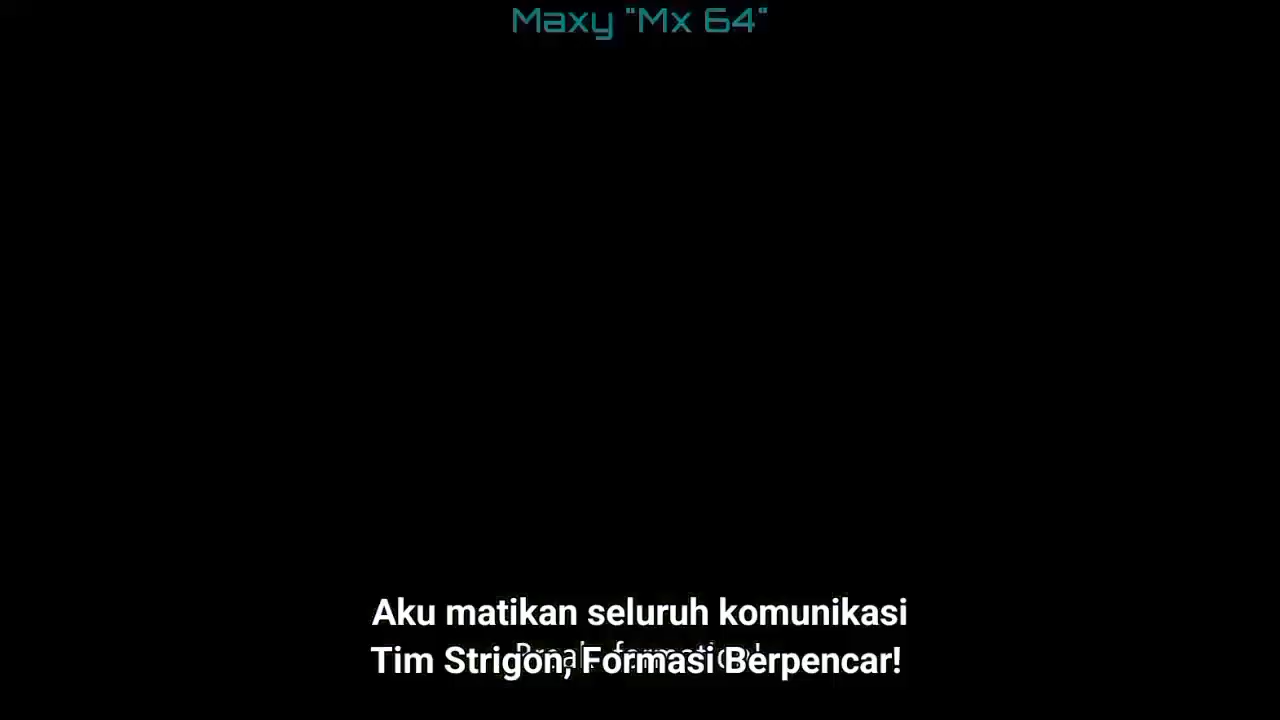 Maxy "Mx 64"
Aku matikan seluruh komunikasi
Tim Strigon, Formasi Berpencar!